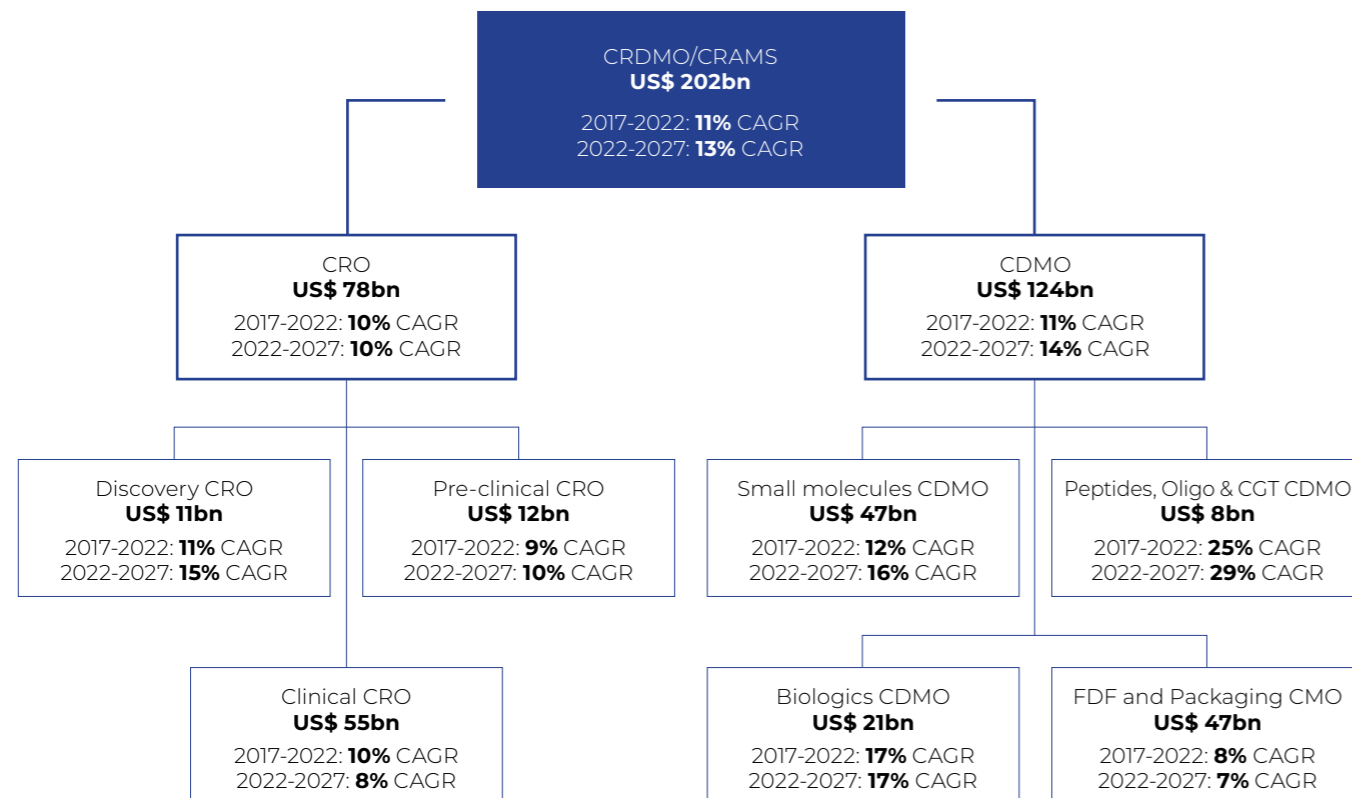 CRDMO/CRAMS
US$ 202bn
2017-2022: 11% CAGR
2022-2027: 13% CAGR
CRO
US$ 78bn
2017-2022: 10% CAGR
2022-2027: 10% CAGR
CDMO
US$ 124bn
2017-2022: 11% CAGR
2022-2027: 14% CAGR
Discovery CRO
US$ 11bn
2017-2022: 11% CAGR
2022-2027: 15% CAGR
Pre-clinical CRO
US$ 12bn
2017-2022: 9% CAGR
2022-2027: 10% CAGR
Small molecules CDMO
US$ 47bn
2017-2022: 12% CAGR
2022-2027: 16% CAGR
Peptides, Oligo & CGT CDMO
US$ 8bn
2017-2022: 25% CAGR
2022-2027: 29% CAGR
Clinical CRO
US$ 55bn
2017-2022: 10% CAGR
2022-2027: 8% CAGR
Biologics CDMO
US$ 21bn
2017-2022: 17% CAGR
2022-2027: 17% CAGR
FDF and Packaging CMO
US$ 47bn
2017-2022: 8% CAGR
2022-2027: 7% CAGR